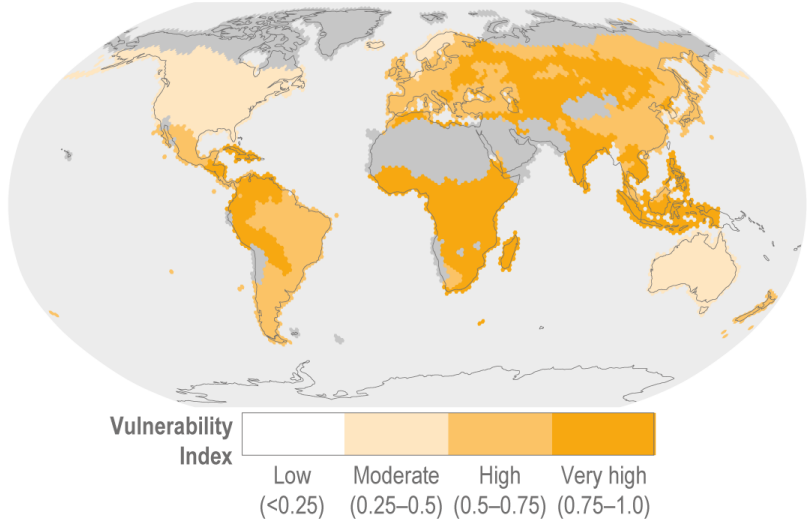 Vulnerability
Index
Low
(<0.25)
Moderate
(0.25–0.5)
High
(0.5–0.75)
Very high
(0.75–1.0)